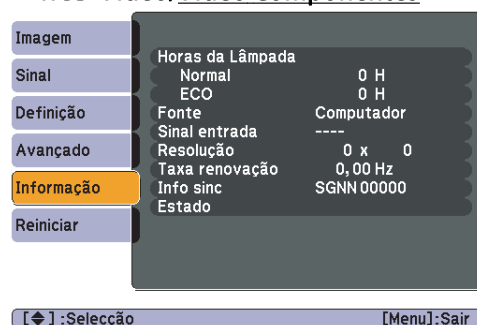 Imagem
Sinal
Definição
Avançado
Informação
Reiniciar
Horas da Lâmpada
Normal 0 H
ECO 0 H
Fonte Computador
Sinal entrada ----
Resolução 0 x 0
Taxa renovação 0,00 Hz
Info sinc SGNN 00000
Estado
[◆] :Selecção [Menu]:Sair